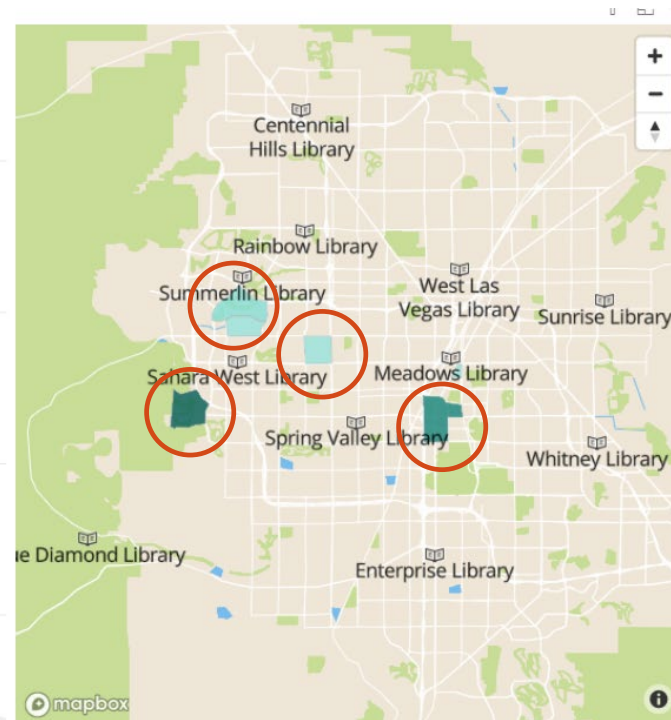 +
−
Centennial
Hills Library
Rainbow Library
Summerlin Library
West Las
Vegas Library
Sunrise Library
Sahara West Library
Meadows Library
Spring Valley Library
Whitney Library
ue Diamond Library
Enterprise Library
mapbox
i